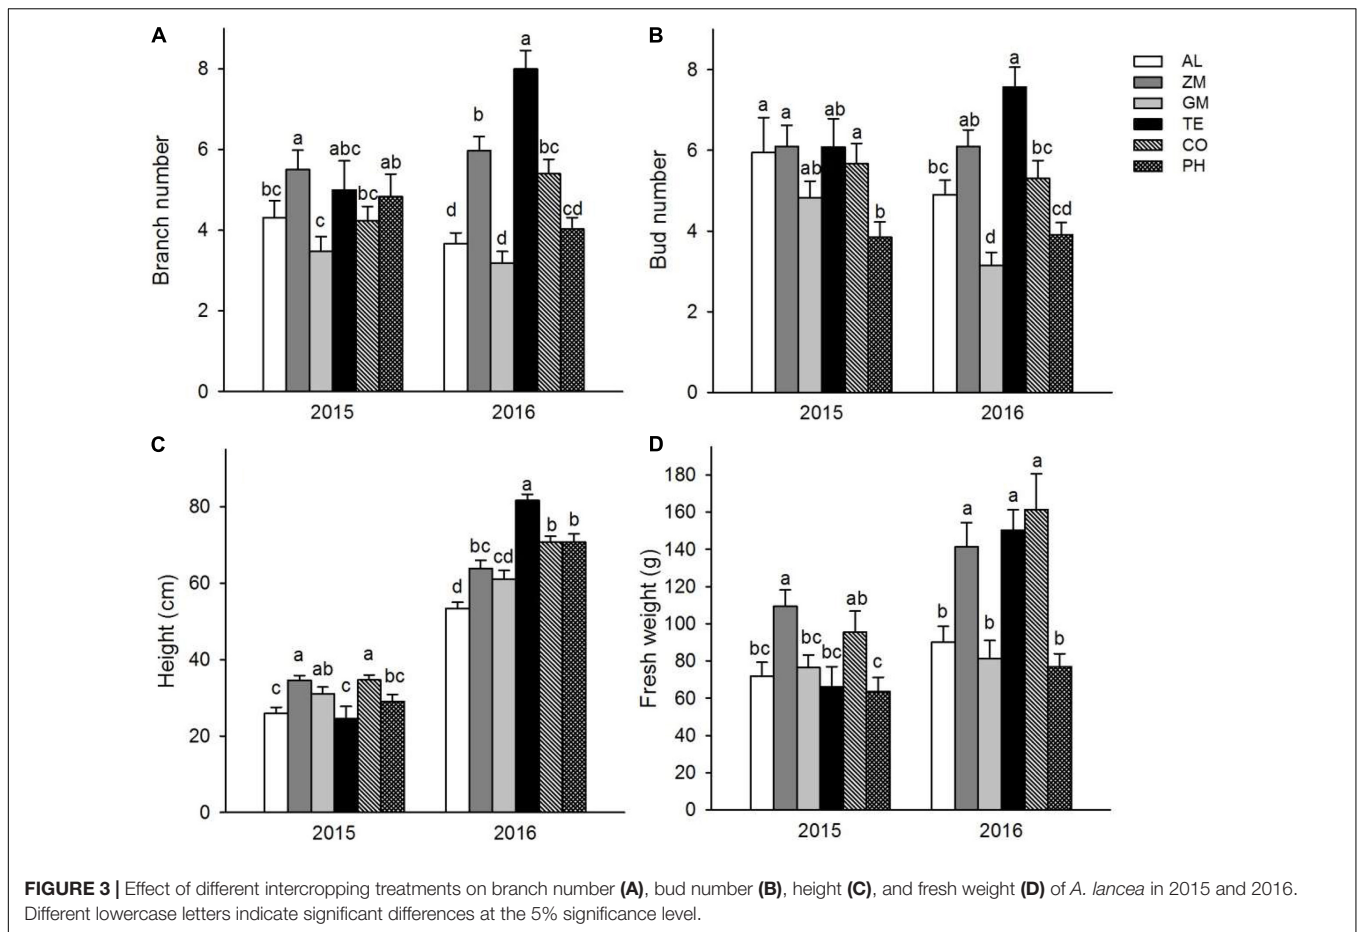 A
Branch number
8
6
4
2
0
bc
a
c
abc
bc
ab
d
b
d
a
bc
cd
2015
2016
B
Bud number
8
6
4
2
0
a
a
ab
ab
a
b
bc
ab
d
a
bc
cd
2015
2016
AL
ZM
GM
TE
CO
PH
C
Height (cm)
80
60
40
20
0
c
a
ab
c
a
bc
d
bc
cd
a
b
b
2015
2016
D
Fresh weight (g)
180
160
140
120
100
80
60
40
20
0
bc
a
bc
bc
ab
c
b
a
b
a
a
b
2015
2016
FIGURE 3 | Effect of different intercropping treatments on branch number (A), bud number (B), height (C), and fresh weight (D) of A. lancea in 2015 and 2016.
Different lowercase letters indicate significant differences at the 5% significance level.